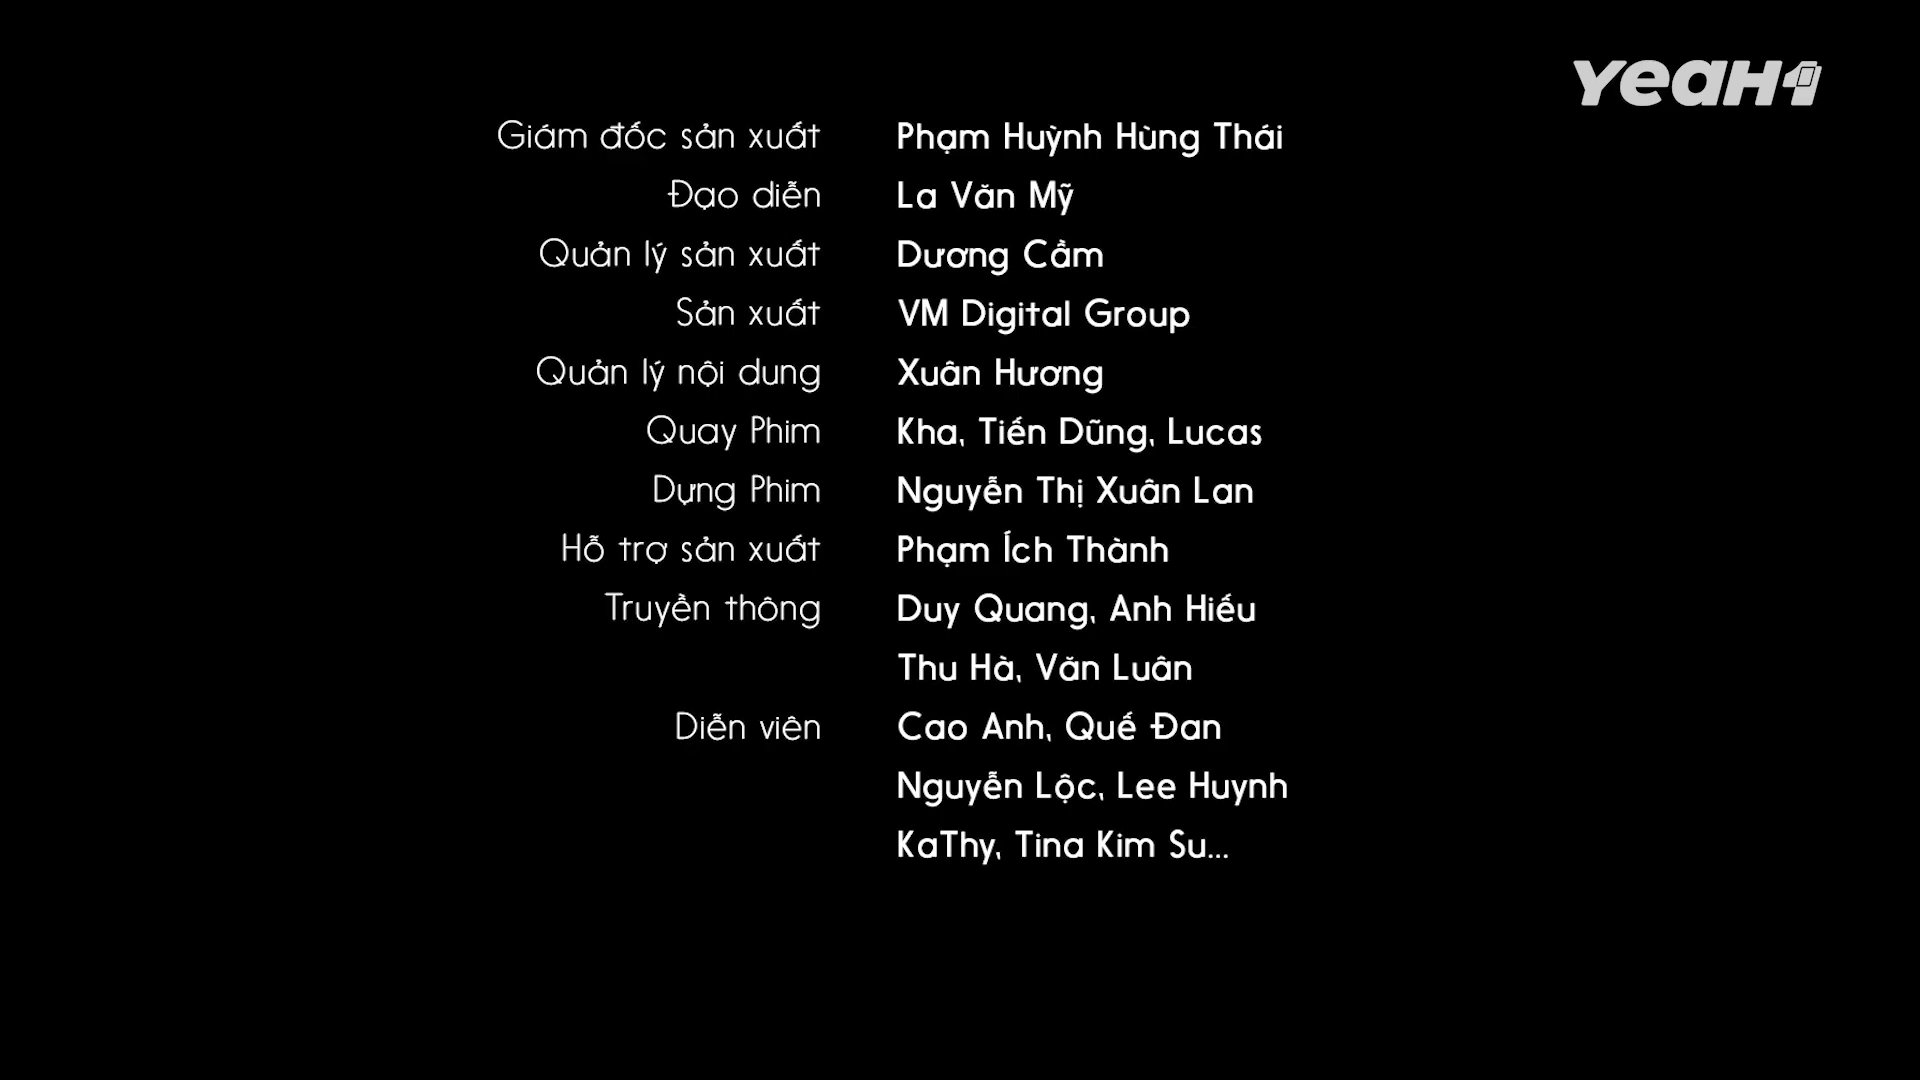 YEAH1
Giám đốc sản xuất Phạm Huỳnh Hùng Thái
Đạo diễn La Văn Mỹ
Quản lý sản xuất Dương Cầm
Sản xuất VM Digital Group
Quản lý nội dung Xuân Hương
Quay Phim Kha, Tiến Dũng, Lucas
Dựng Phim Nguyễn Thị Xuân Lan
Hỗ trợ sản xuất Phạm Ích Thành
Truyền thông Duy Quang, Anh Hiếu
Thu Hà, Văn Luân
Diễn viên Cao Anh, Quế Đan
Nguyễn Lộc, Lee Huynh
KaThy, Tina Kim Su...